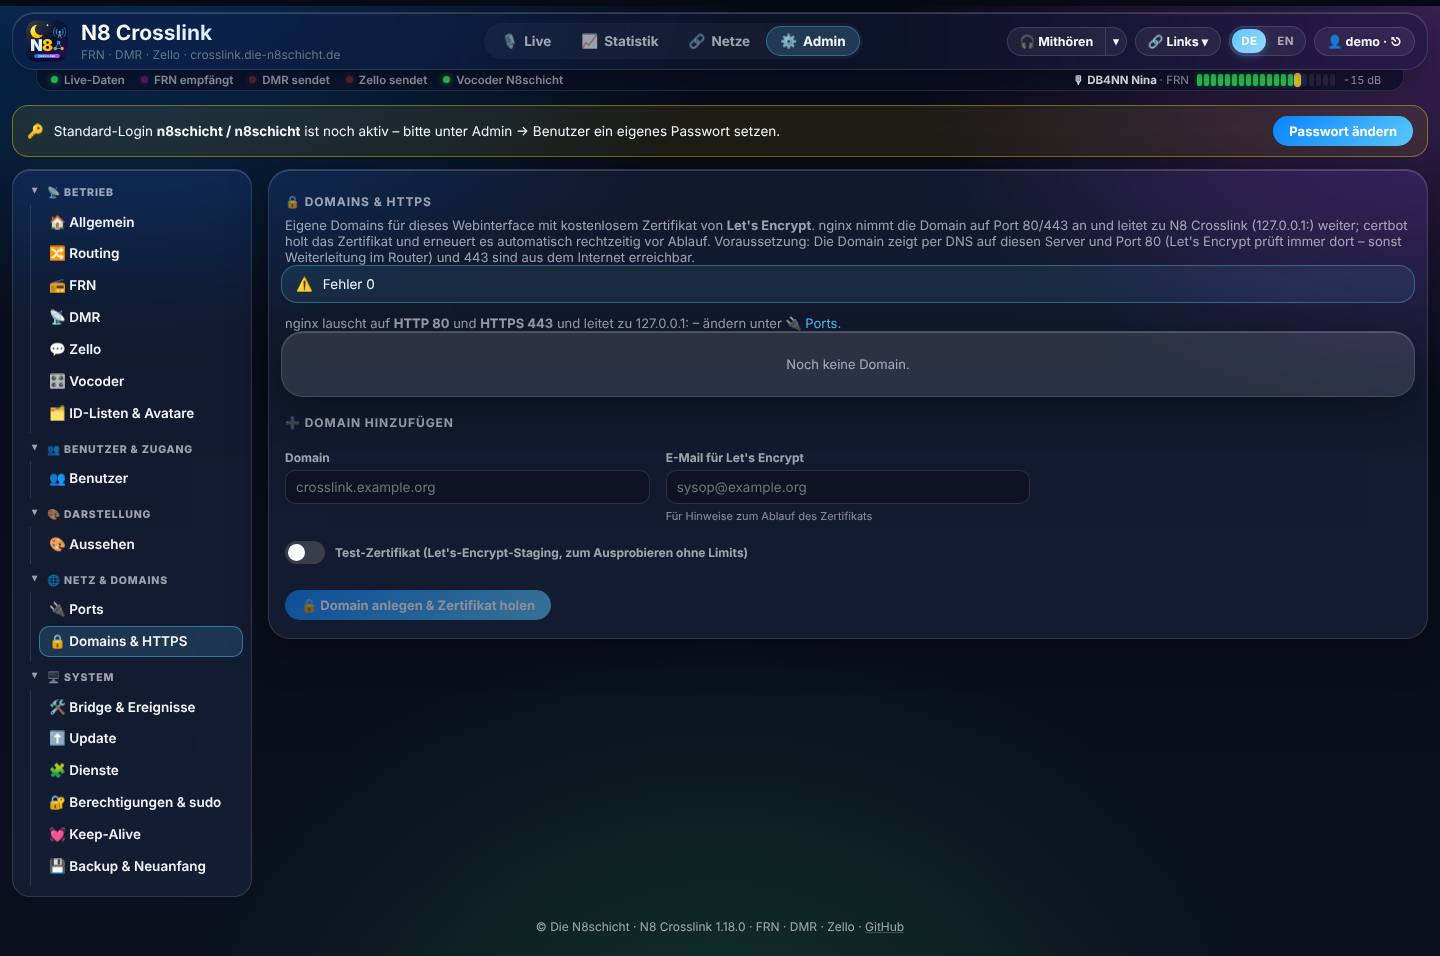 N8 Crosslink
FRN · DMR · Zello · crosslink.die-n8schicht.de
🎙️ Live
📈 Statistik
🔗 Netze
⚙️ Admin
🎧 Mithören ▾
🔗 Links ▾
DE EN
👤 demo · ⎋
Live-Daten
FRN empfängt
DMR sendet
Zello sendet
Vocoder N8schicht
🎙 DB4NN Nina · FRN
-15 dB
🔑 Standard-Login n8schicht / n8schicht ist noch aktiv – bitte unter Admin → Benutzer ein eigenes Passwort setzen.
Passwort ändern
▾ 📡 BETRIEB
🏠 Allgemein
🔀 Routing
📻 FRN
📡 DMR
💬 Zello
🎛️ Vocoder
🗂️ ID-Listen & Avatare
▾ 👥 BENUTZER & ZUGANG
👥 Benutzer
▾ 🎨 DARSTELLUNG
🎨 Aussehen
▾ 🌐 NETZ & DOMAINS
🔌 Ports
🔒 Domains & HTTPS
▾ 🖥️ SYSTEM
🛠️ Bridge & Ereignisse
⬆️ Update
🧩 Dienste
🔐 Berechtigungen & sudo
💓 Keep-Alive
💾 Backup & Neuanfang
🔒 DOMAINS & HTTPS
Eigene Domains für dieses Webinterface mit kostenlosem Zertifikat von Let's Encrypt. nginx nimmt die Domain auf Port 80/443 an und leitet zu N8 Crosslink (127.0.0.1:) weiter; certbot
holt das Zertifikat und erneuert es automatisch rechtzeitig vor Ablauf. Voraussetzung: Die Domain zeigt per DNS auf diesen Server und Port 80 (Let's Encrypt prüft immer dort – sonst
Weiterleitung im Router) und 443 sind aus dem Internet erreichbar.
⚠️ Fehler 0
nginx lauscht auf HTTP 80 und HTTPS 443 und leitet zu 127.0.0.1: – ändern unter 🔌 Ports.
Noch keine Domain.
➕ DOMAIN HINZUFÜGEN
Domain
crosslink.example.org
E-Mail für Let's Encrypt
sysop@example.org
Für Hinweise zum Ablauf des Zertifikats
Test-Zertifikat (Let's-Encrypt-Staging, zum Ausprobieren ohne Limits)
🔒 Domain anlegen & Zertifikat holen
© Die N8schicht · N8 Crosslink 1.18.0 · FRN · DMR · Zello · GitHub